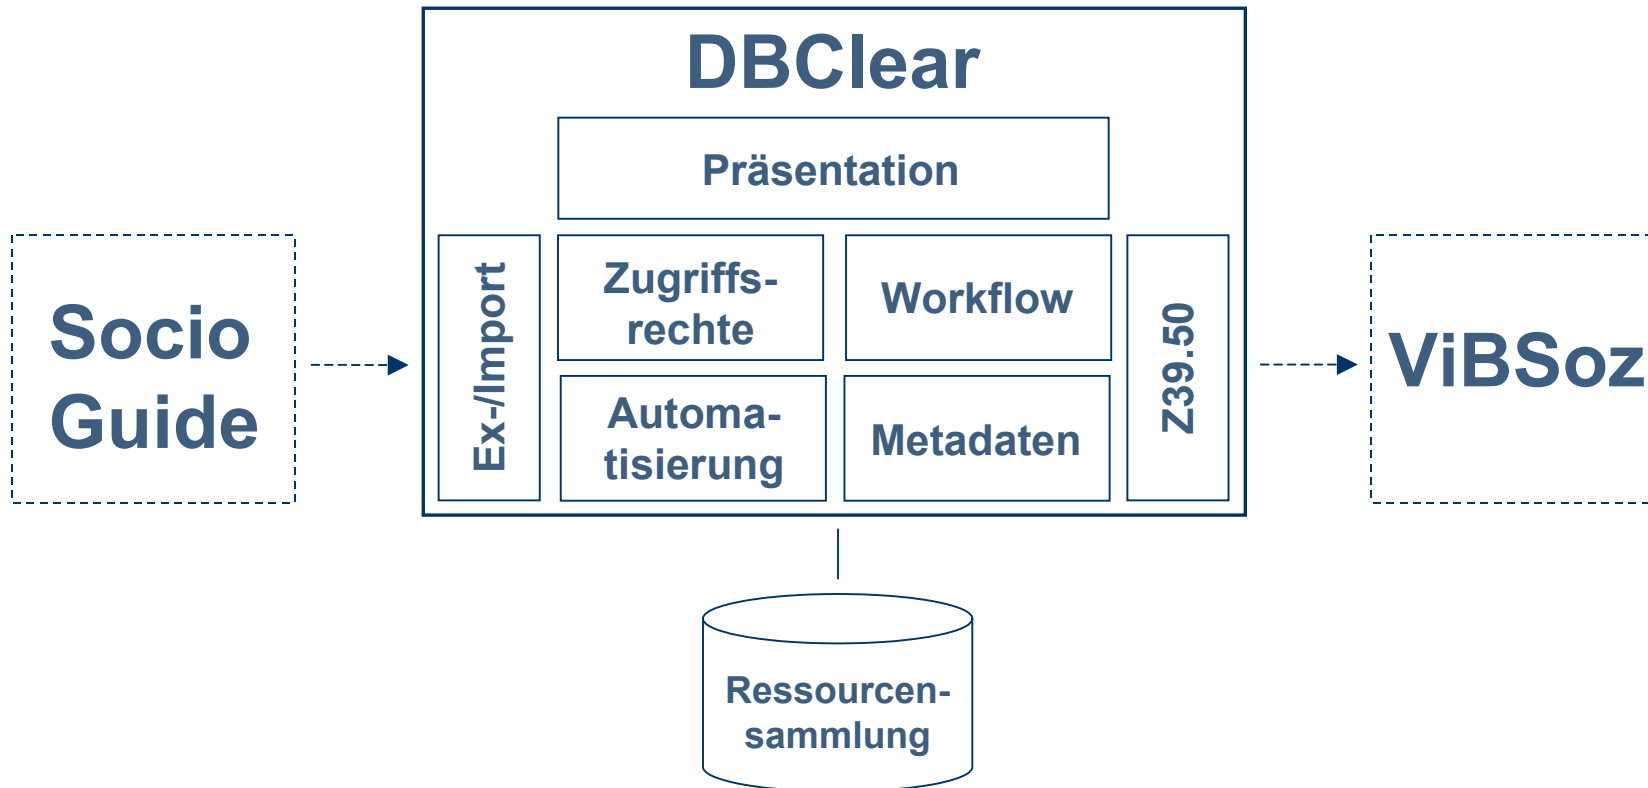 DBClear
Präsentation
Socio
Guide
Ex-/Import
Zugriffs-
rechte
Workflow
Automa-
tisierung
Metadaten
Z39.50
ViBSoz
Ressourcen-
sammlung